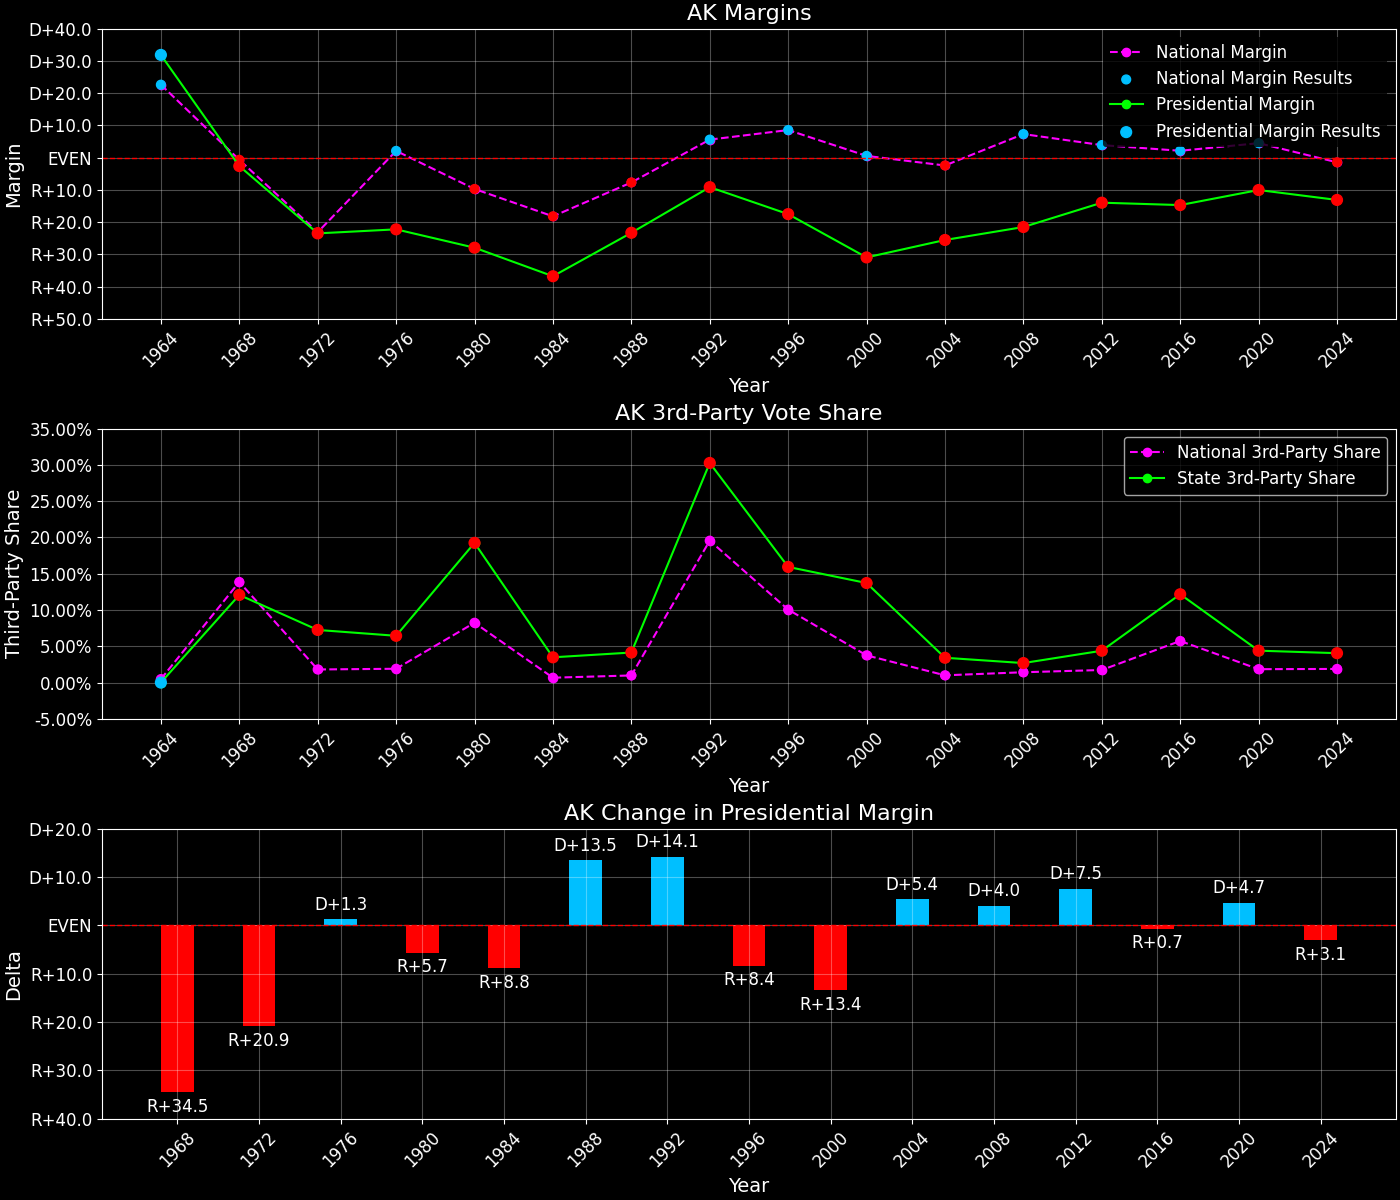 AK Margins
D+40.0
D+30.0
D+20.0
D+10.0
EVEN
R+10.0
R+20.0
R+30.0
R+40.0
R+50.0
Margin
National Margin
National Margin Results
Presidential Margin
Presidential Margin Results
1964 1968 1972 1976 1980 1984 1988 1992 1996 2000 2004 2008 2012 2016 2020 2024
Year
AK 3rd-Party Vote Share
35.00%
30.00%
25.00%
20.00%
15.00%
10.00%
5.00%
0.00%
-5.00%
Third-Party Share
National 3rd-Party Share
State 3rd-Party Share
1964 1968 1972 1976 1980 1984 1988 1992 1996 2000 2004 2008 2012 2016 2020 2024
Year
AK Change in Presidential Margin
D+20.0
D+10.0
EVEN
R+10.0
R+20.0
R+30.0
R+40.0
Delta
R+34.5
R+20.9
D+1.3
R+5.7
R+8.8
D+13.5
D+14.1
R+8.4
R+13.4
D+5.4
D+4.0
D+7.5
R+0.7
D+4.7
R+3.1
1968 1972 1976 1980 1984 1988 1992 1996 2000 2004 2008 2012 2016 2020 2024
Year